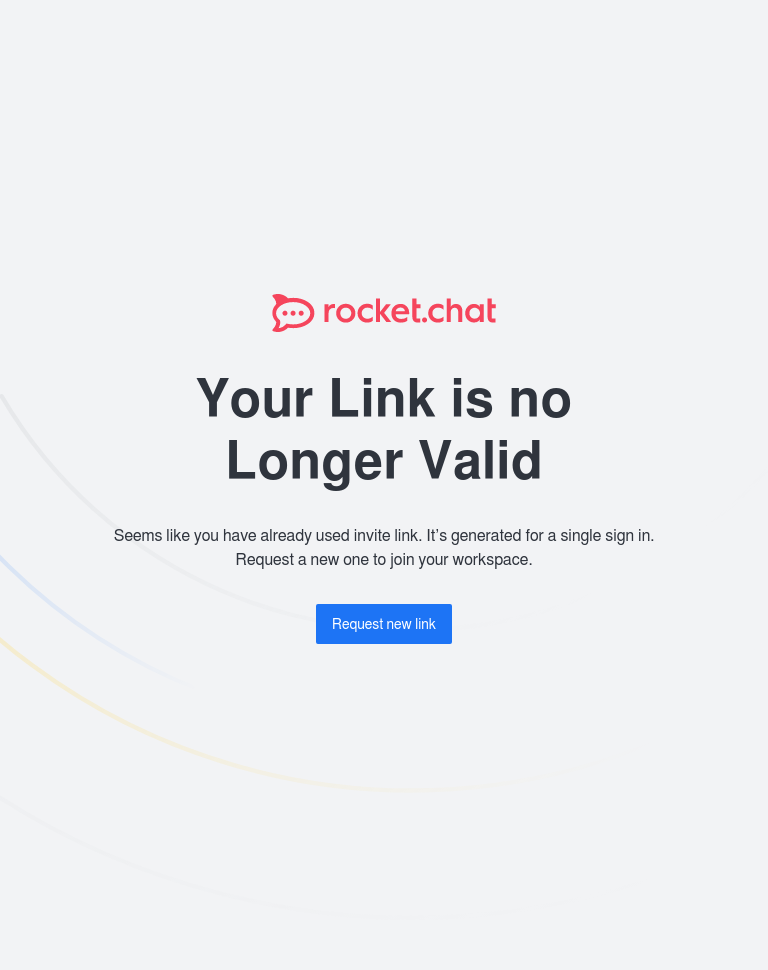 rocket.chat
Your Link is no
Longer Valid
Seems like you have already used invite link. It’s generated for a single sign in.
Request a new one to join your workspace.
Request new link